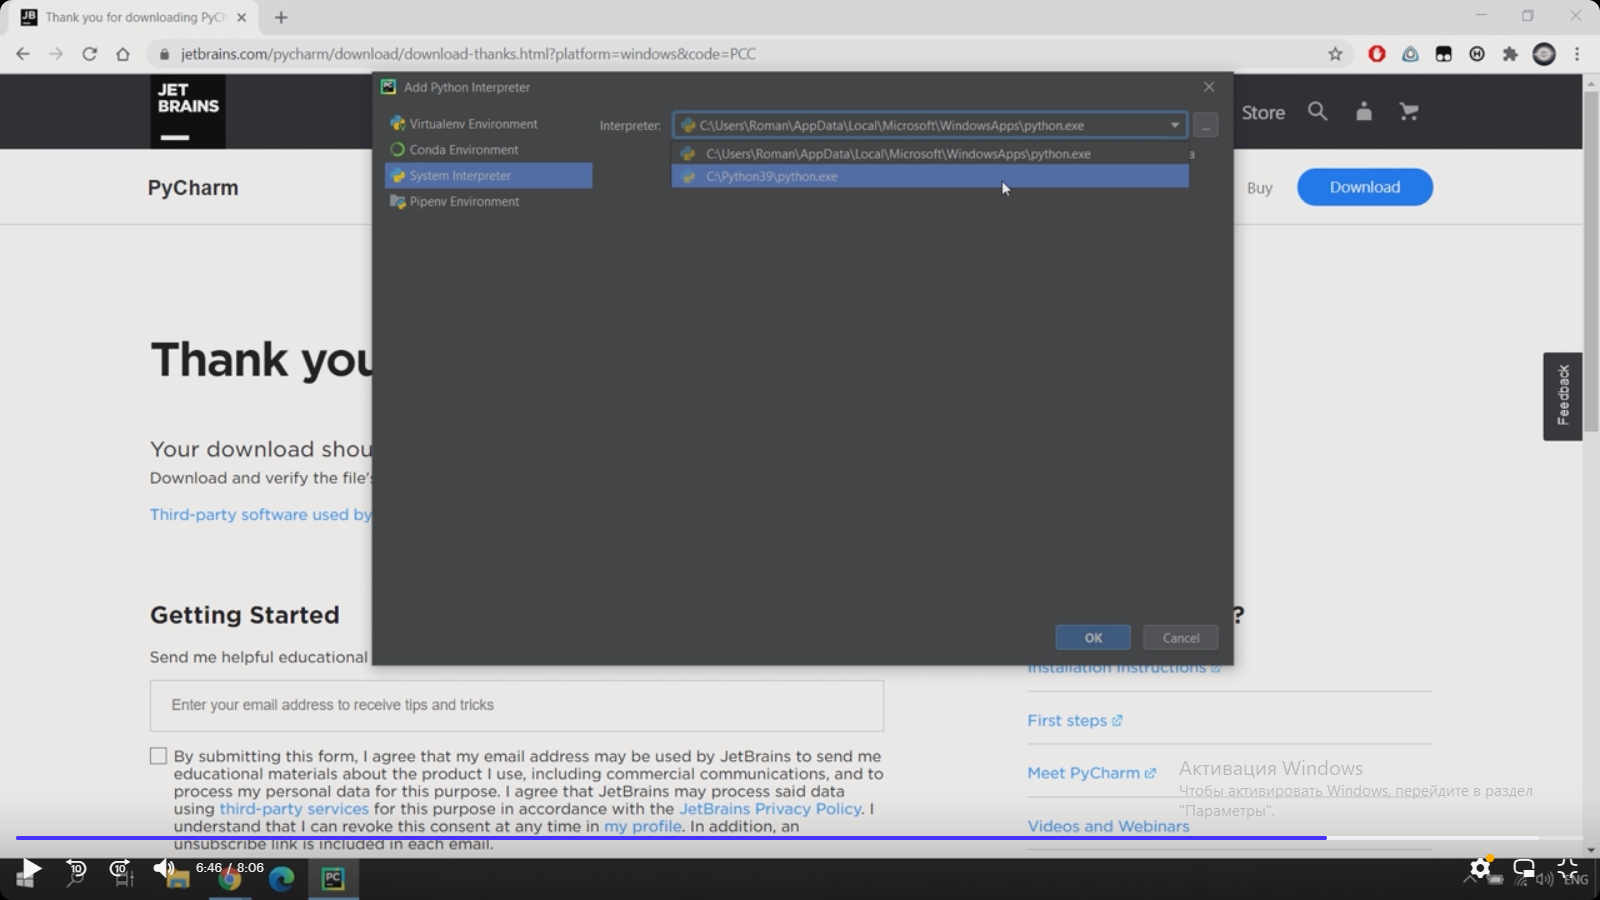 Thank you for downloading PyCh
jetbrains.com/pycharm/download/download-thanks.html?platform=windows&code=PCC
JET
BRAINS
Store
Add Python Interpreter
Virtualenv Environment
Conda Environment
System Interpreter
Pipenv Environment
Interpreter:
C:\Users\Roman\AppData\Local\Microsoft\WindowsApps\python.exe
...
C:\Users\Roman\AppData\Local\Microsoft\WindowsApps\python.exe
C:\Python39\python.exe
OK
Cancel
PyCharm
Buy
Download
Thank you
Your download shou
Download and verify the file's
Third-party software used by
Feedback
Getting Started
?
Send me helpful educational
Enter your email address to receive tips and tricks
By submitting this form, I agree that my email address may be used by JetBrains to send me
educational materials about the product I use, including commercial communications, and to
process my personal data for this purpose. I agree that JetBrains may process said data
using third-party services for this purpose in accordance with the JetBrains Privacy Policy. I
understand that I can revoke this consent at any time in my profile. In addition, an
unsubscribe link is included in each email.
Installation Instructions
First steps
Meet PyCharm
Videos and Webinars
Активация Windows
Чтобы активировать Windows, перейдите в раздел
"Параметры".
10
10
6:46 / 8:06
PC
ENG